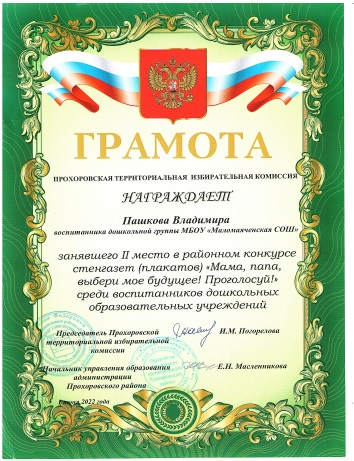 ГРАМОТА
ПРОХОРОВСКАЯ ТЕРРИТОРИАЛЬНАЯ ИЗБИРАТЕЛЬНАЯ КОМИССИЯ
НАГРАЖДАЕТ
Пашкова Владимира
воспитанника дошкольной группы МБОУ «Маломаяченская СОШ»
занявшего II место в районном конкурсе
стенгазет (плакатов) «Мама, папа,
выбери мое будущее! Проголосуй!»
среди воспитанников дошкольных
образовательных учреждений
Председатель Прохоровской
территориальной избирательной
комиссии
И.М. Погорелова
Начальник управления образования
администрации
Прохоровского района
Е.Н. Масленникова
2022 года